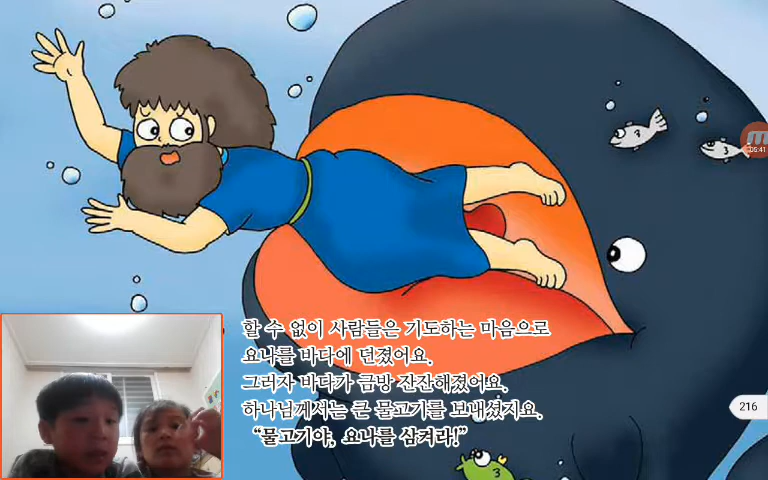 할 수 없이 사람들은 기도하는 마음으로
요나를 바다에 던졌어요.
그러자 바다가 금방 잔잔해졌어요.
하나님께서는 큰 물고기를 보내셨지요.
“물고기야, 요나를 삼켜라!”
216
05:41